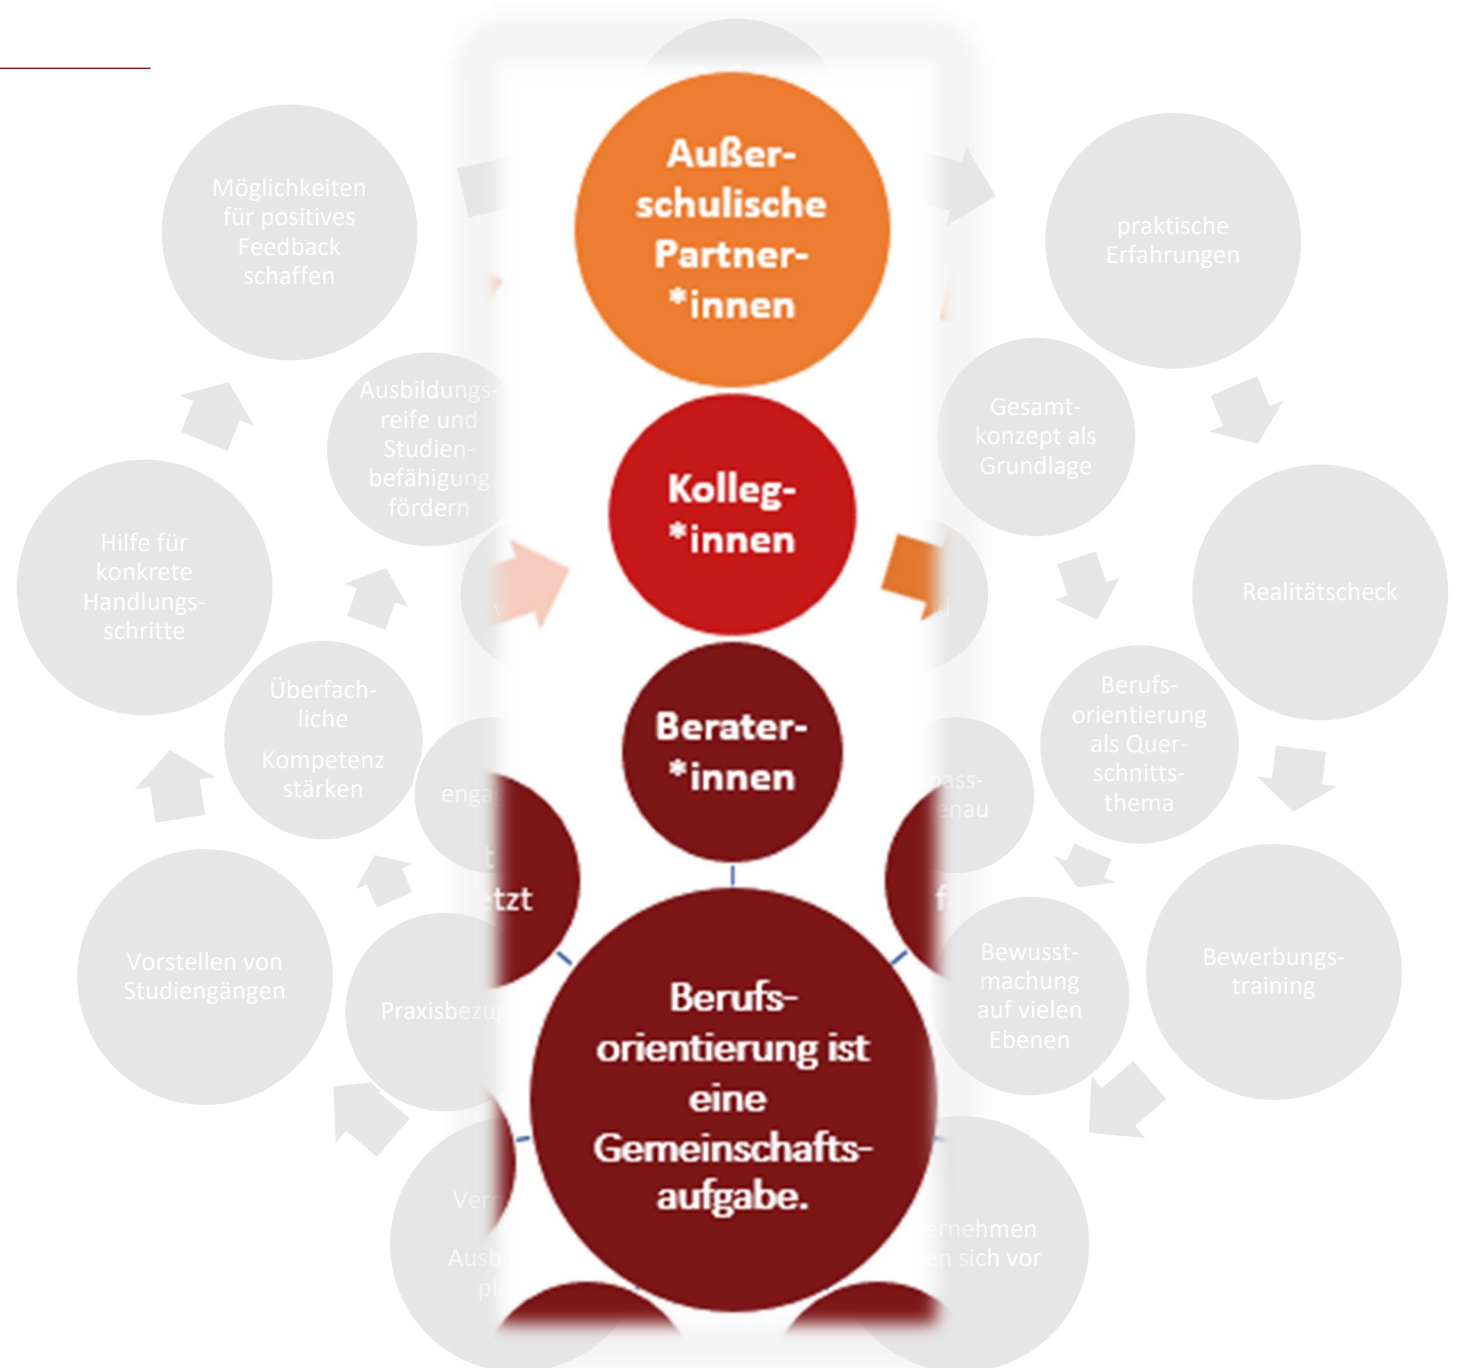 Außer-
schulische
Partner-
*innen
Kolleg-
*innen
Berater-
*innen
Berufs-
orientierung ist
eine
Gemeinschafts-
aufgabe.
Möglichkeiten
für positives
Feedback
schaffen
Ausbildungs-
reife und
Studien-
befähigung
fördern
Hilfe für
konkrete
Handlungs-
schritte
Überfach-
liche
Kompetenz
stärken
Vorstellen von
Studiengängen
praktische
Erfahrungen
Gesamt-
konzept als
Grundlage
Realitätscheck
Berufs-
orientierung
als Quer-
schnitts-
thema
Bewusst-
machung
auf vielen
Ebenen
Bewerbungs-
training
sich vor